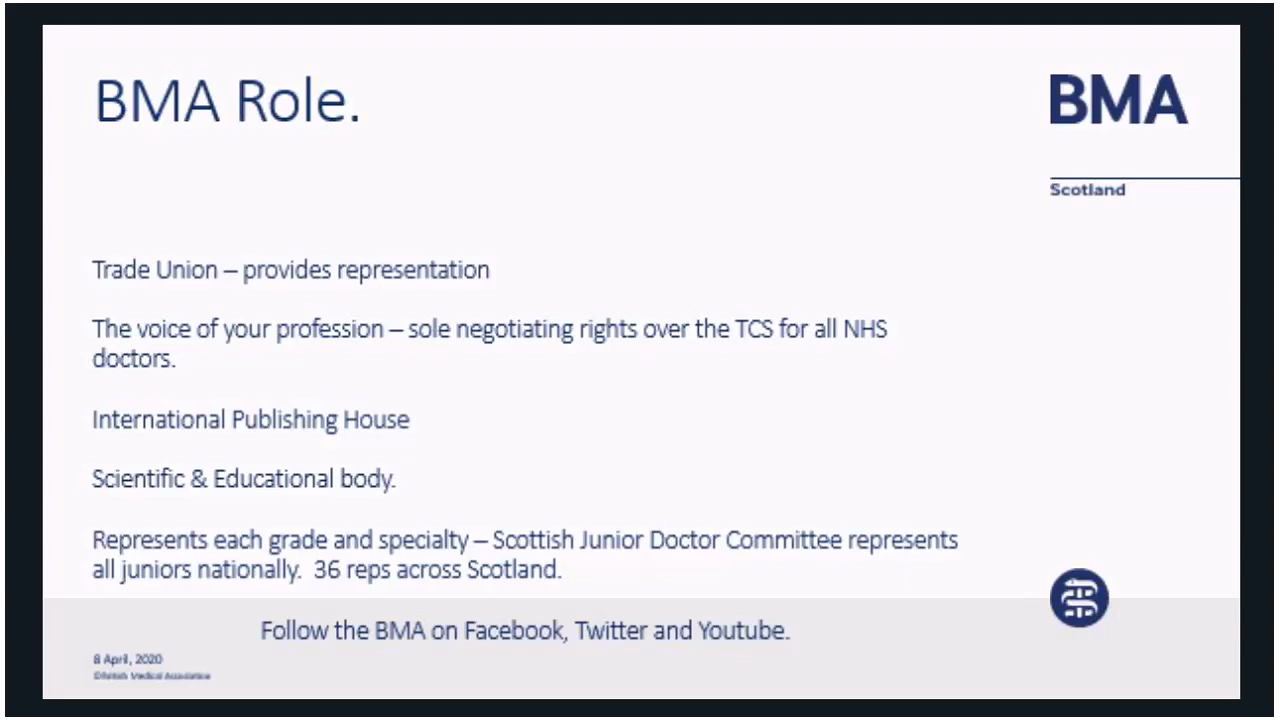 BMA Role.
BMA
Scotland
Trade Union – provides representation
The voice of your profession – sole negotiating rights over the TCS for all NHS
doctors.
International Publishing House
Scientific & Educational body.
Represents each grade and specialty – Scottish Junior Doctor Committee represents
all juniors nationally.  36 reps across Scotland.
Follow the BMA on Facebook, Twitter and Youtube.
8 April, 2020
©British Medical Association